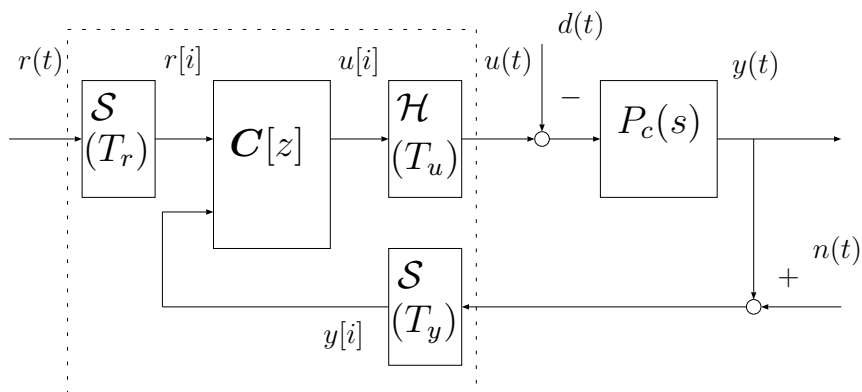 d(t)
r(t)
r[i]
u[i]
u(t)
y(t)
−
S
(T_r)
C[z]
H
(T_u)
P_c(s)
n(t)
+
S
(T_y)
y[i]